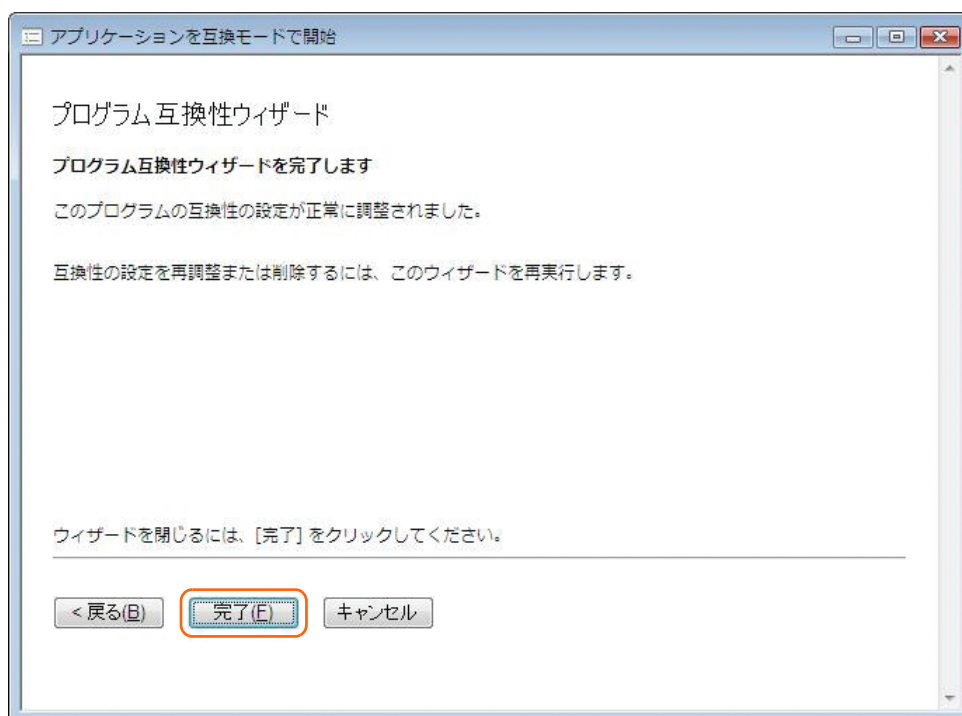 アプリケーションを互換モードで開始
プログラム互換性ウィザード
プログラム互換性ウィザードを完了します
このプログラムの互換性の設定が正常に調整されました。
互換性の設定を再調整または削除するには、このウィザードを再実行します。
ウィザードを閉じるには、[完了] をクリックしてください。
< 戻る(B) 完了(F) キャンセル